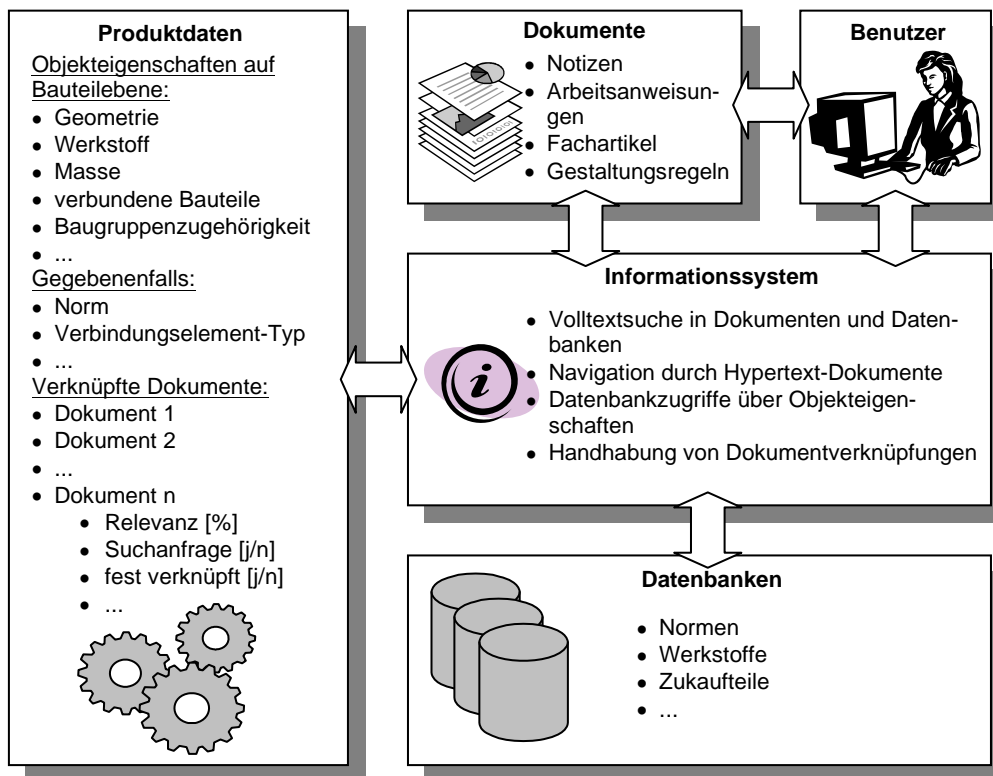 Produktdaten
Objekteigenschaften auf
Bauteilebene:
• Geometrie
• Werkstoff
• Masse
• verbundene Bauteile
• Baugruppenzugehörigkeit
• ...
Gegebenenfalls:
• Norm
• Verbindungselement-Typ
• ...
Verknüpfte Dokumente:
• Dokument 1
• Dokument 2
• ...
• Dokument n
• Relevanz [%]
• Suchanfrage [j/n]
• fest verknüpft [j/n]
• ...
Dokumente
• Notizen
• Arbeitsanweisun-
gen
• Fachartikel
• Gestaltungsregeln
Benutzer
Informationssystem
• Volltextsuche in Dokumenten und Daten-
banken
• Navigation durch Hypertext-Dokumente
• Datenbankzugriffe über Objekteigen-
schaften
• Handhabung von Dokumentverknüpfungen
i
Datenbanken
• Normen
• Werkstoffe
• Zukaufteile
• ...